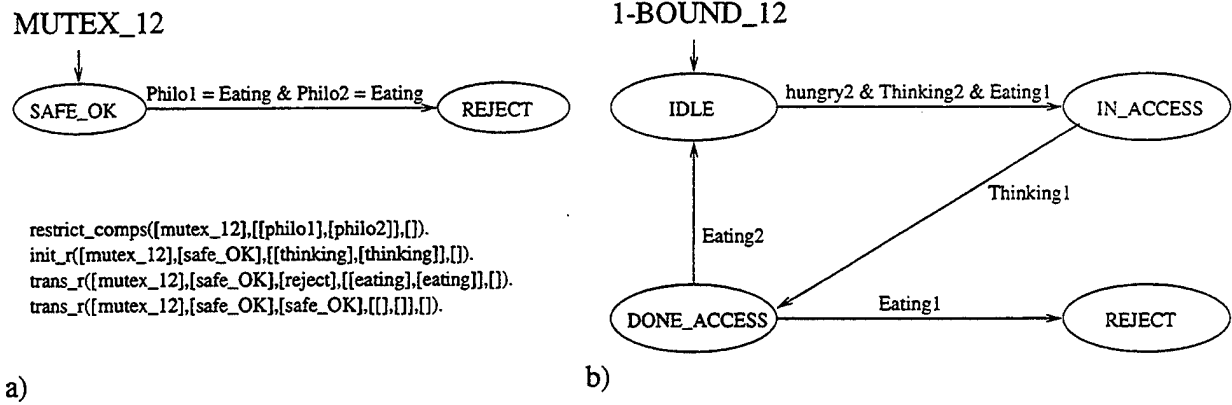 MUTEX_12
SAFE_OK
Philo1 = Eating & Philo2 = Eating
REJECT
restrict_comps([mutex_12],[[philo1],[philo2]],[]).
init_r([mutex_12],[safe_OK],[[thinking],[thinking]],[]).
trans_r([mutex_12],[safe_OK],[reject],[[eating],[eating]],[]).
trans_r([mutex_12],[safe_OK],[safe_OK],[[],[]],[]).
a)
1-BOUND_12
IDLE
hungry2 & Thinking2 & Eating1
IN_ACCESS
Thinking1
Eating2
DONE_ACCESS
Eating1
REJECT
b)